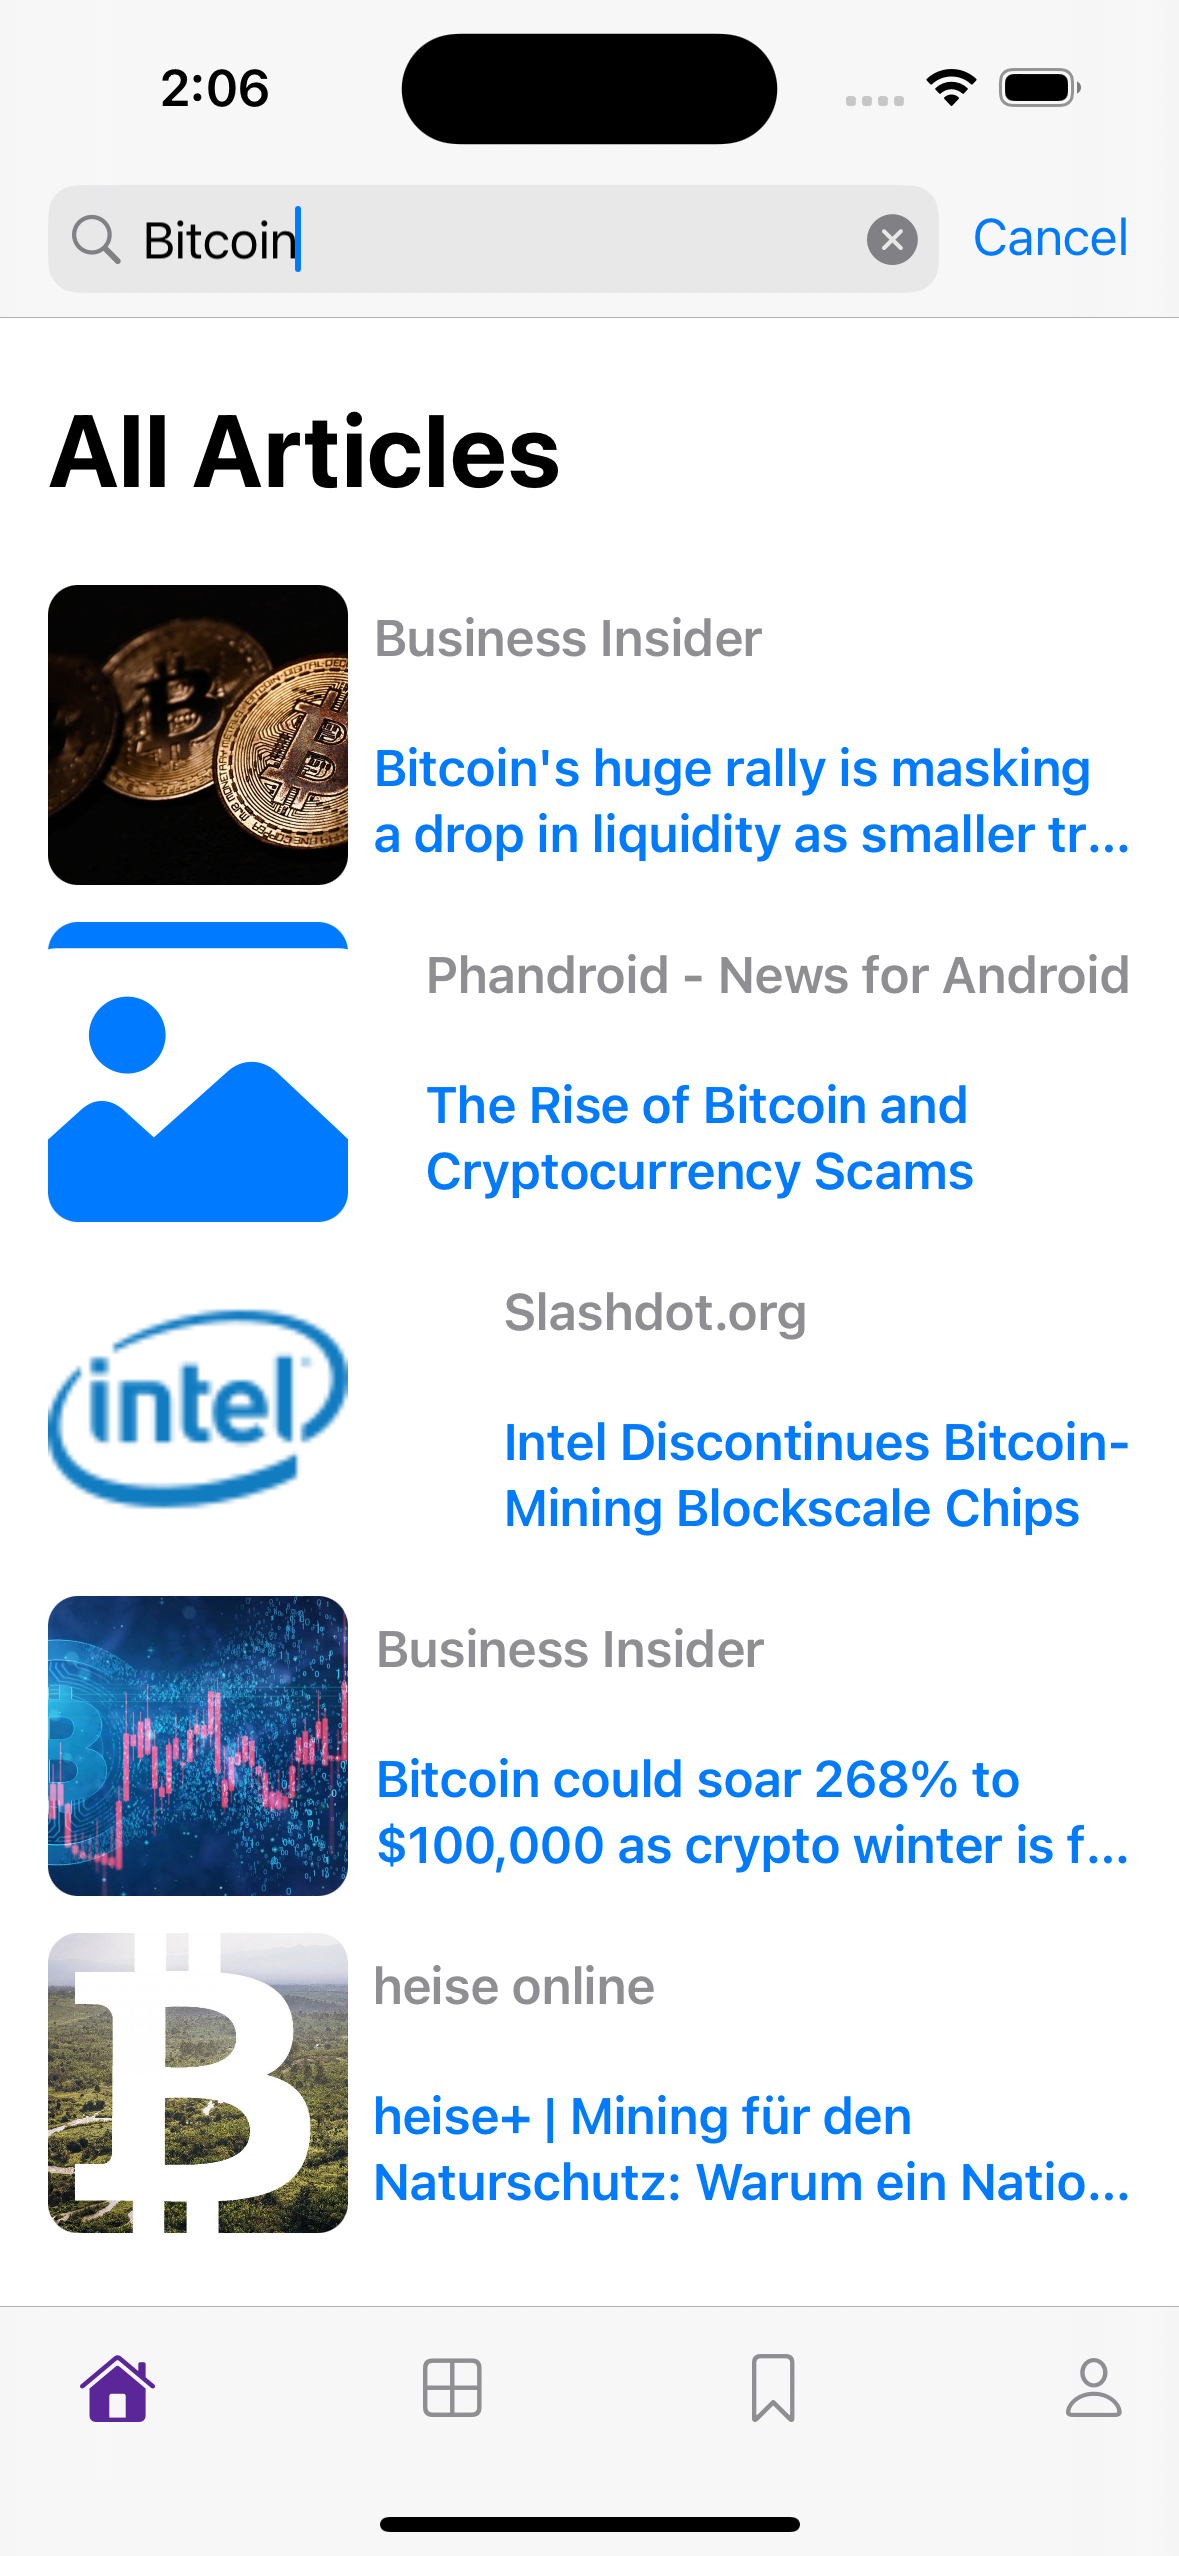 2:06
Bitcoin
Cancel
All Articles
Business Insider
Bitcoin's huge rally is masking
a drop in liquidity as smaller tr...
Phandroid - News for Android
The Rise of Bitcoin and
Cryptocurrency Scams
intel
Slashdot.org
Intel Discontinues Bitcoin-
Mining Blockscale Chips
Business Insider
Bitcoin could soar 268% to
$100,000 as crypto winter is f...
heise online
heise+ | Mining für den
Naturschutz: Warum ein Natio...